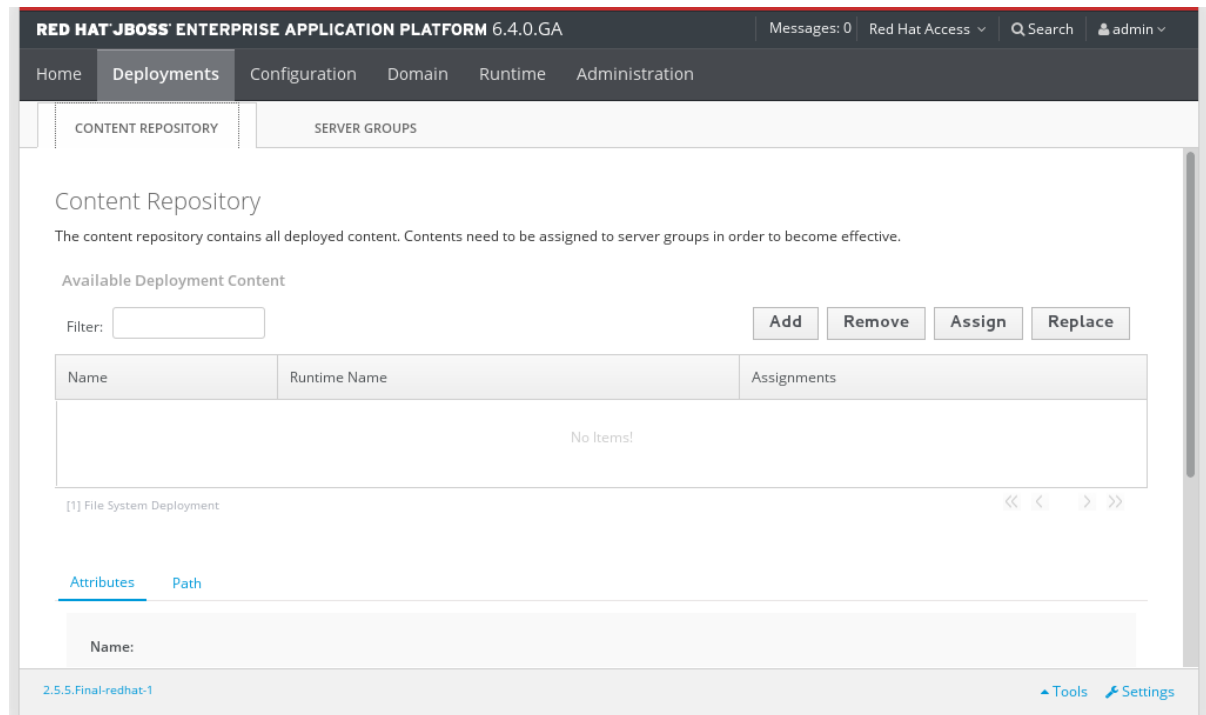 RED HAT JBOSS ENTERPRISE APPLICATION PLATFORM 6.4.0.GA Messages: 0 Red Hat Access Search admin
Home Deployments Configuration Domain Runtime Administration
CONTENT REPOSITORY SERVER GROUPS
Content Repository
The content repository contains all deployed content. Contents need to be assigned to server groups in order to become effective.
Available Deployment Content
Filter: Add Remove Assign Replace
Name Runtime Name Assignments
No Items!
[1] File System Deployment
Attributes Path
Name:
2.5.5.Final-redhat-1 Tools Settings